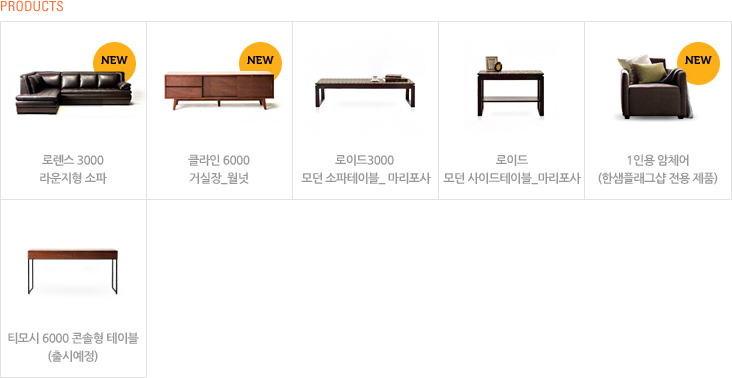 PRODUCTS
NEW
NEW
NEW
로렌스 3000
라운지형 소파
클라인 6000
거실장_월넛
로이드3000
모던 소파테이블_ 마리포사
로이드
모던 사이드테이블_마리포사
1인용 암체어
(한샘플래그샵 전용 제품)
티모시 6000 콘솔형 테이블
(출시예정)